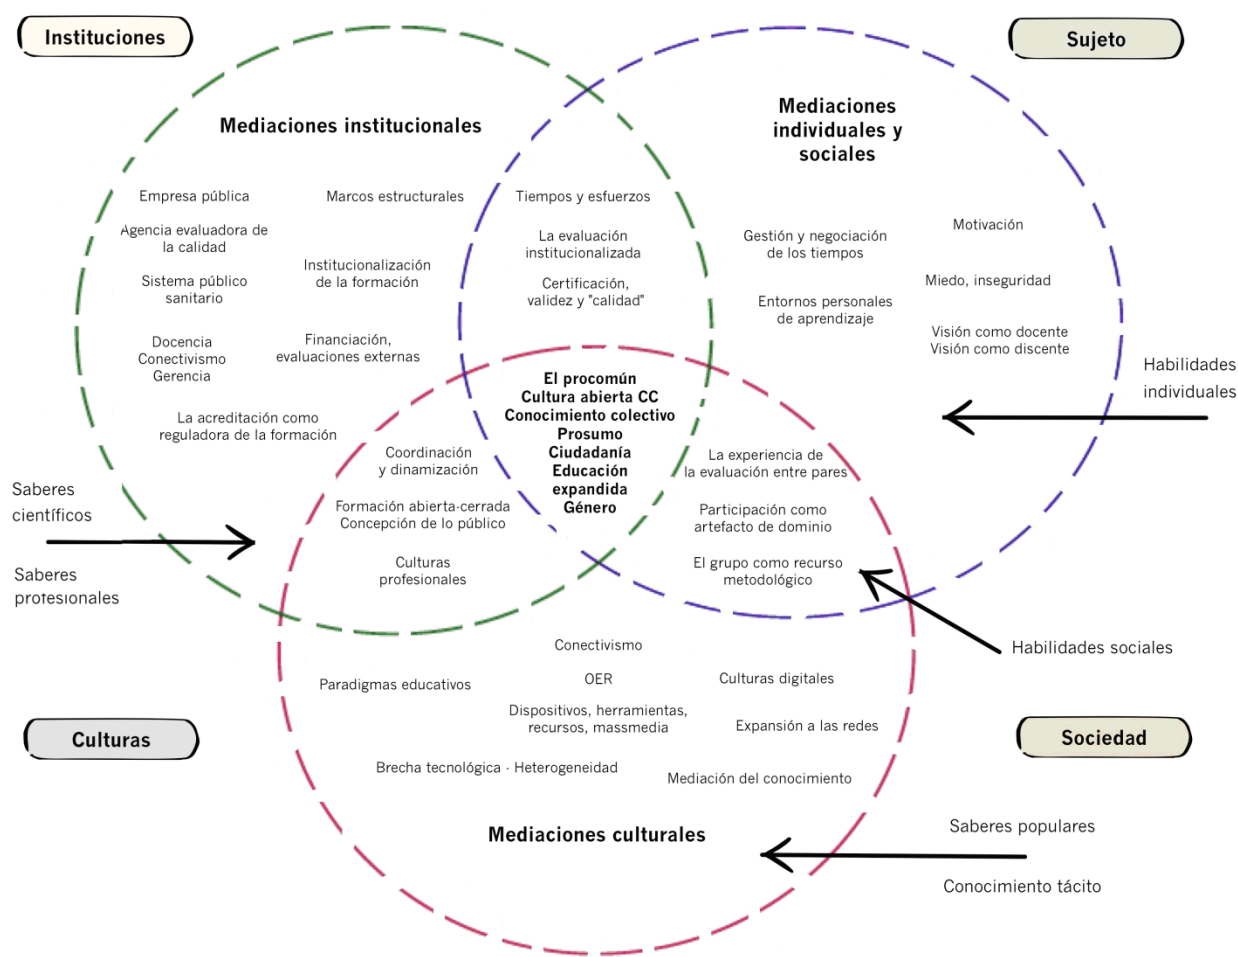 Instituciones
Sujeto
Mediaciones institucionales
Mediaciones
individuales y
sociales
Empresa pública
Marcos estructurales
Tiempos y esfuerzos
Agencia evaluadora de
la calidad
La evaluación
institucionalizada
Gestión y negociación
de los tiempos
Motivación
Institucionalización
de la formación
Sistema público
sanitario
Certificación,
validez y "calidad"
Miedo, inseguridad
Entornos personales
de aprendizaje
Docencia
Conectivismo
Gerencia
Financiación,
evaluaciones externas
Visión como docente
Visión como discente
Habilidades
individuales
El procomún
Cultura abierta CC
Conocimiento colectivo
Prosumo
Ciudadanía
Educación
expandida
Género
La acreditación como
reguladora de la formación
Coordinación
y dinamización
La experiencia de
la evaluación entre pares
Saberes
científicos
Formación abierta-cerrada
Concepción de lo público
Participación como
artefacto de dominio
Saberes
profesionales
Culturas
profesionales
El grupo como recurso
metodológico
Conectivismo
Habilidades sociales
Paradigmas educativos
OER
Culturas digitales
Dispositivos, herramientas,
recursos, massmedia
Expansión a las redes
Culturas
Sociedad
Brecha tecnológica - Heterogeneidad
Mediación del conocimiento
Mediaciones culturales
Saberes populares
Conocimiento tácito